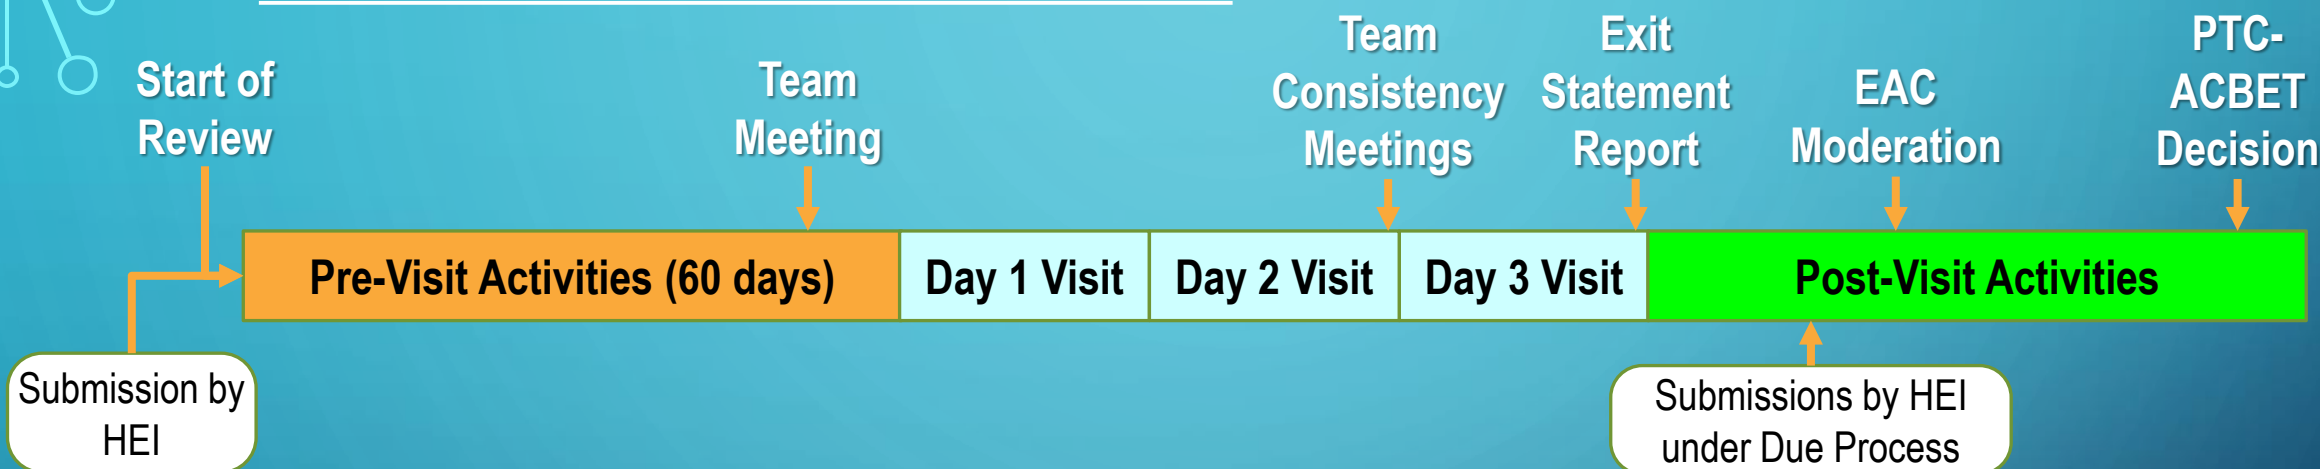 Start of
Review
Team
Meeting
Team
Consistency
Meetings
Exit
Statement
Report
EAC
Moderation
PTC-
ACBET
Decision
Pre-Visit Activities (60 days)
Day 1 Visit
Day 2 Visit
Day 3 Visit
Post-Visit Activities
Submission by
HEI
Submissions by HEI
under Due Process